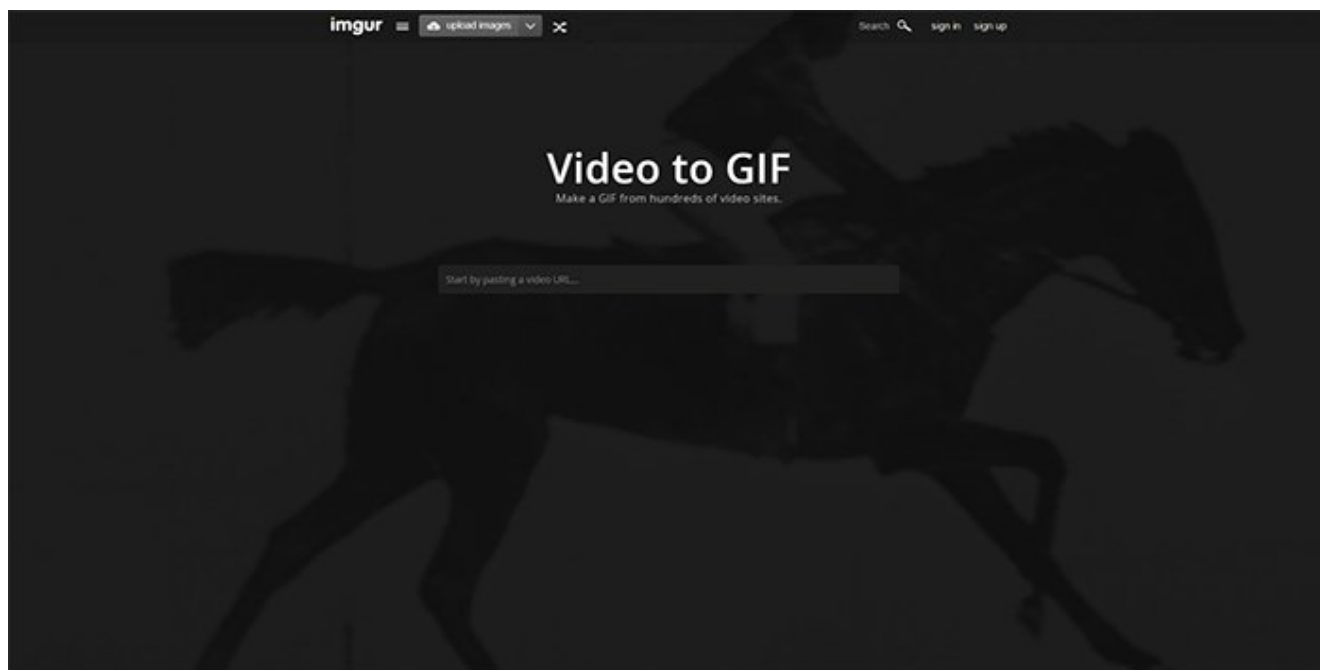 imgur upload images Search sign in sign up
Video to GIF
Make a GIF from hundreds of video sites.
Start by pasting a video URL...